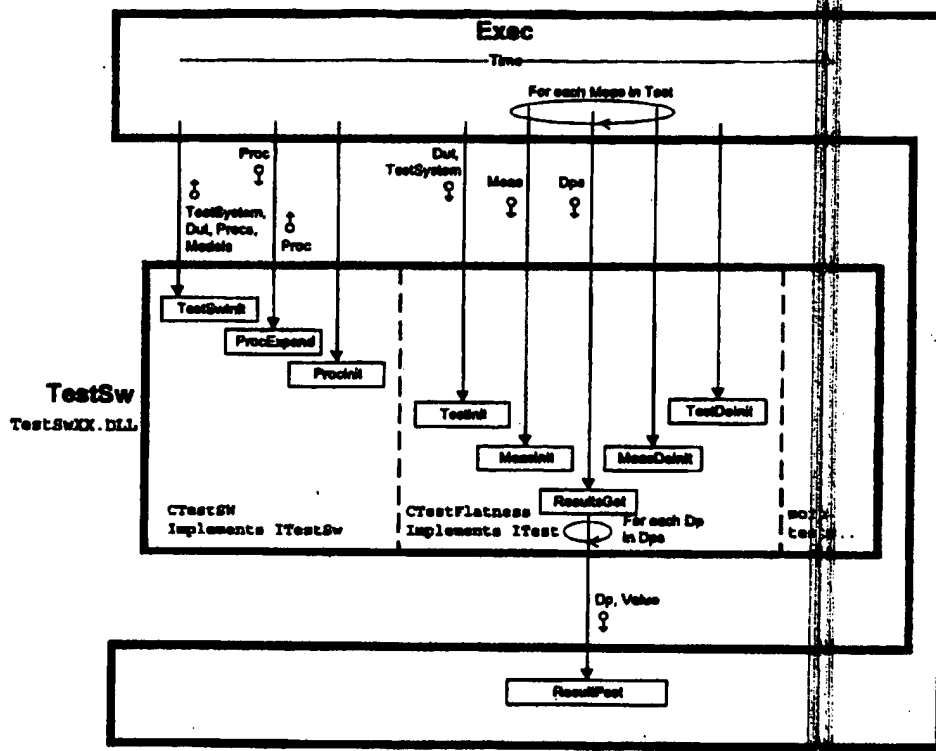 Exec
Time
For each Meas in Test
Proc
TestSystem,
Dut, Procs,
Models
Proc
Dut,
TestSystem
Meas
Dps
TestSwInit
ProcExpand
ProcInit
TestSw
TestSwXX.DLL
TestInit
TestDeInit
MeasInit
MeasDeInit
ResultsGet
CTestSW
Implements ITestSw
CTestFlatness
Implements ITest
For each Dp
in Dps
Dp, Value
ResultPost